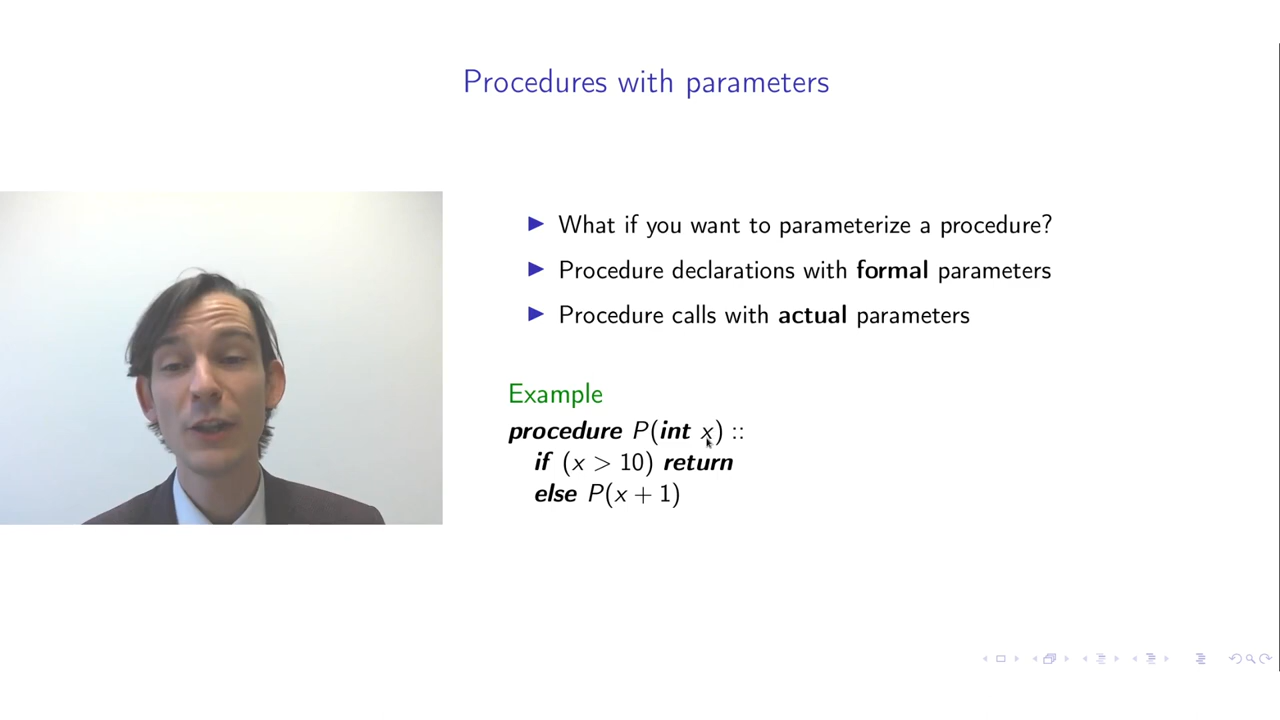 Procedures with parameters
What if you want to parameterize a procedure?
Procedure declarations with formal parameters
Procedure calls with actual parameters
Example
procedure P(int x) ::
if (x > 10) return
else P(x + 1)